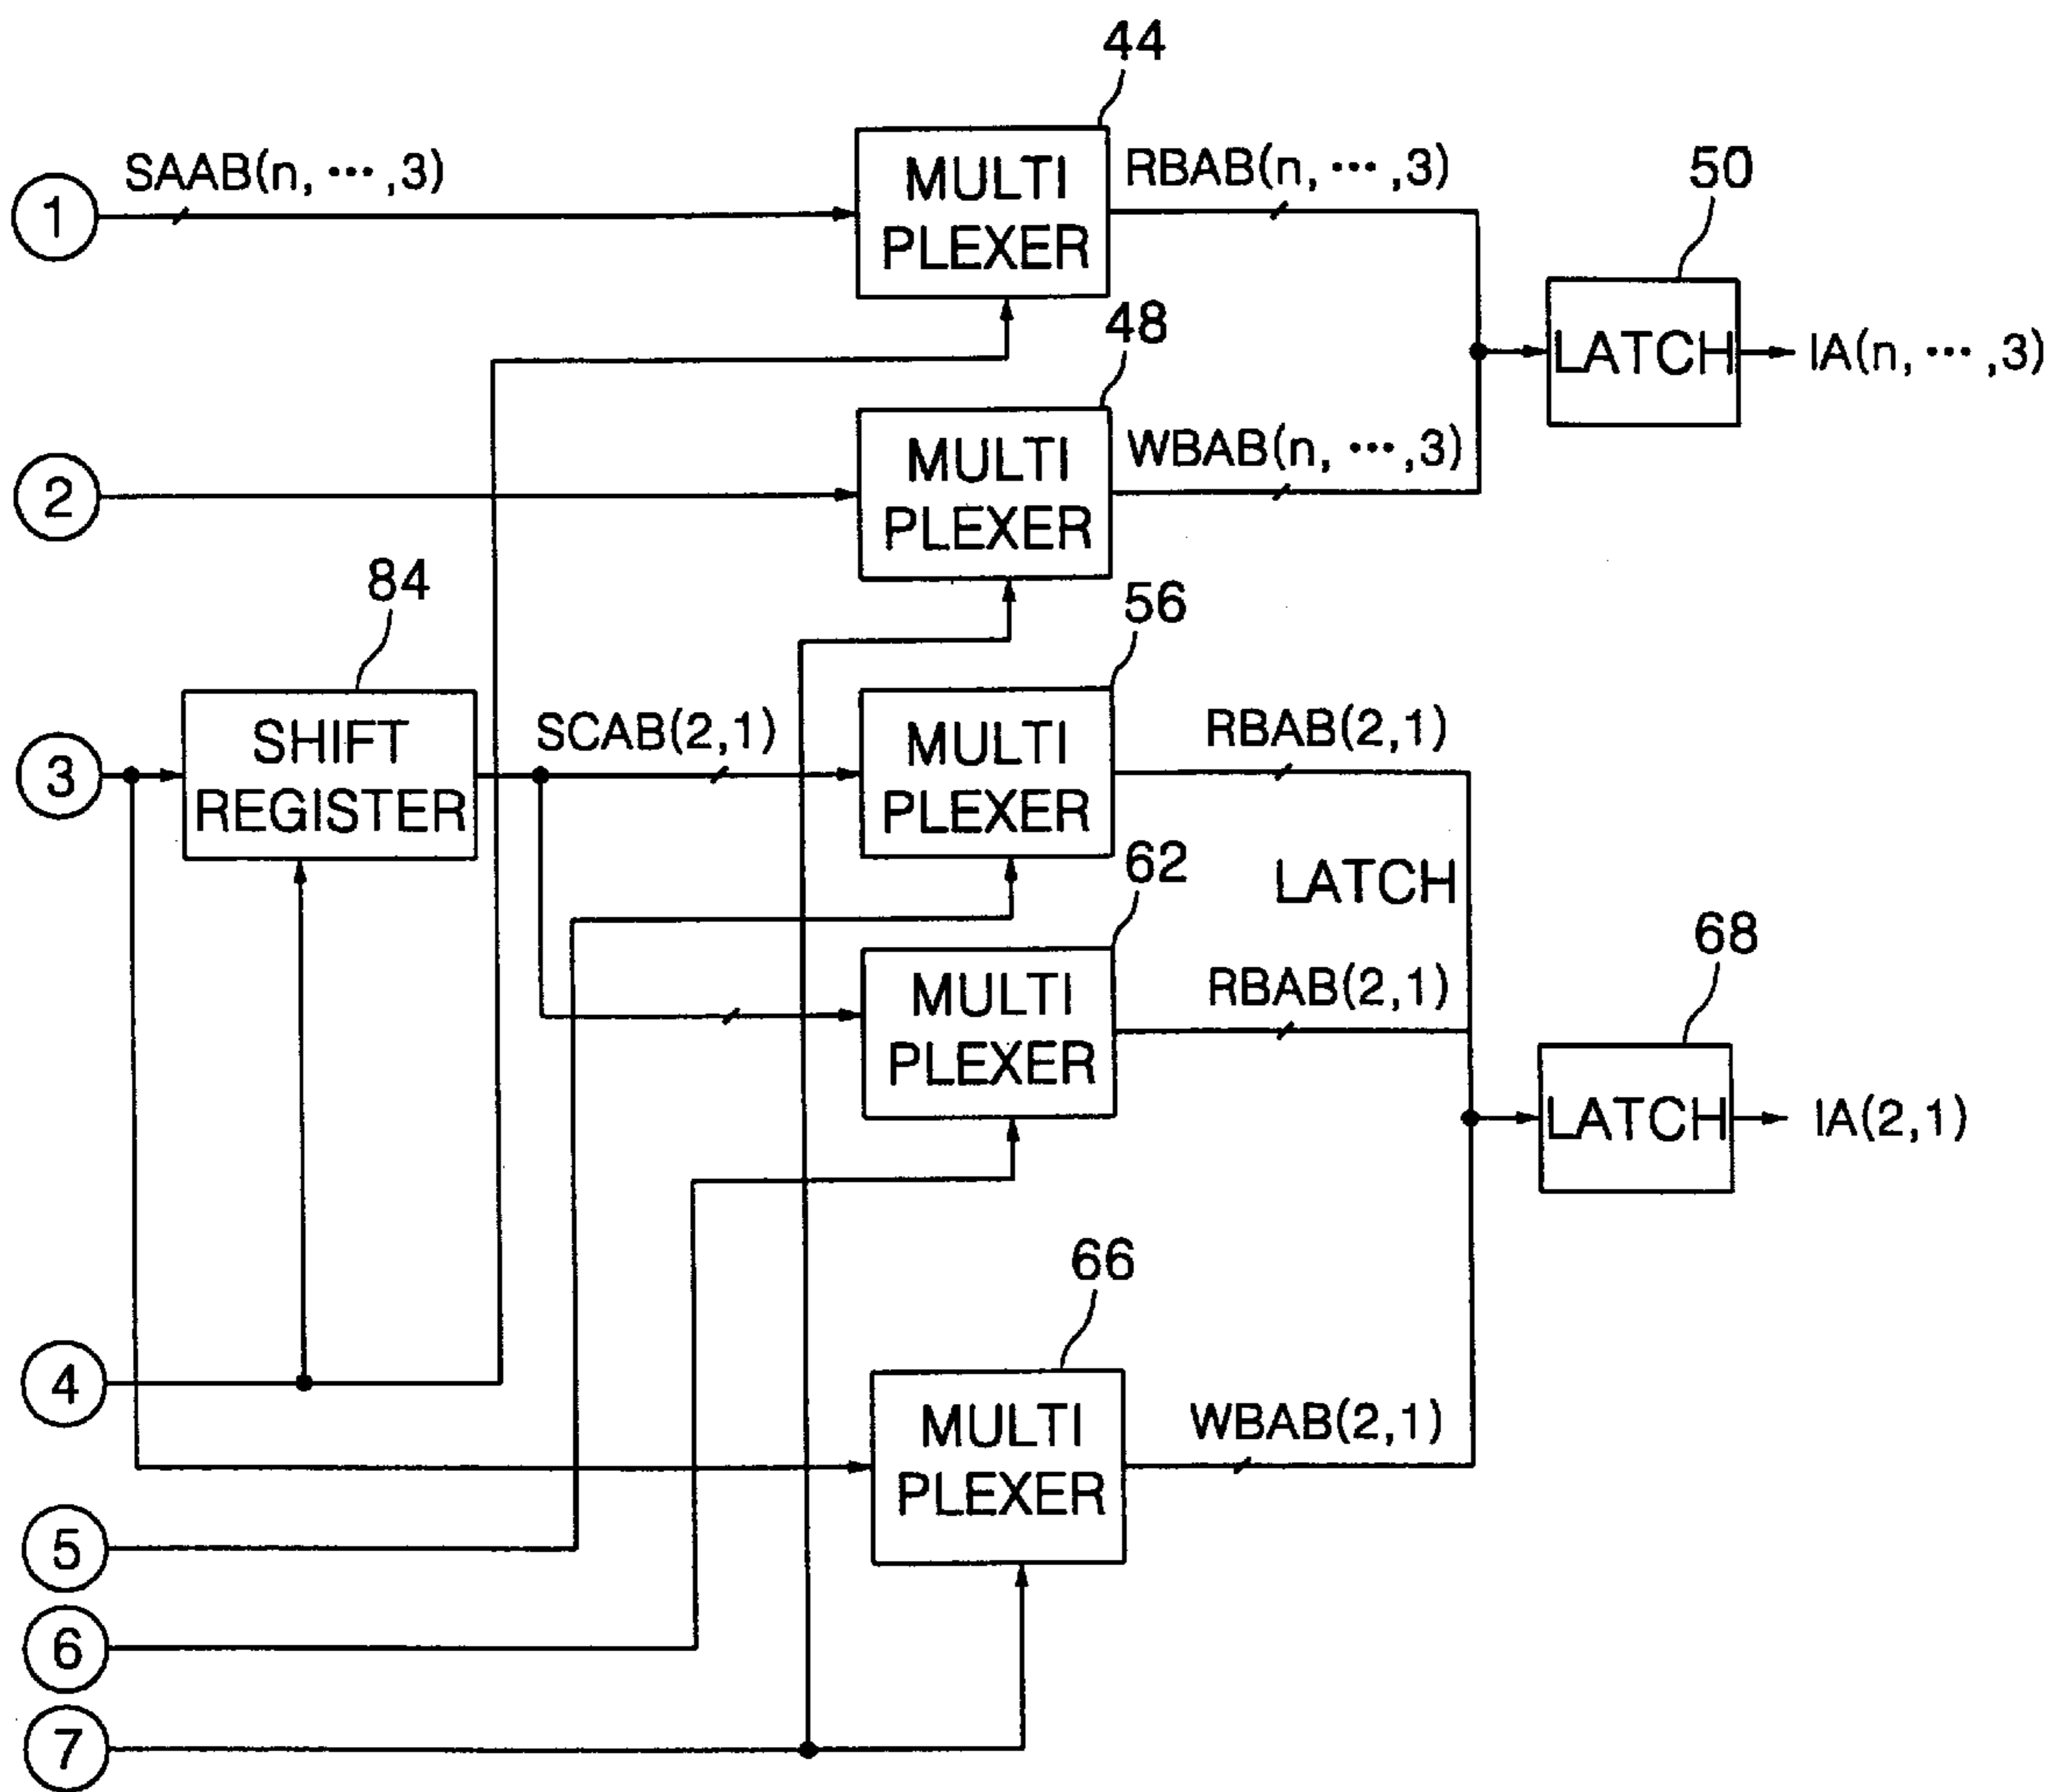 44
1
SAAB(n, ··· ,3)
MULTI
PLEXER
RBAB(n, ··· ,3)
50
LATCH
IA(n, ··· ,3)
48
2
MULTI
PLEXER
WBAB(n, ··· ,3)
84
3
SHIFT
REGISTER
SCAB(2,1)
56
MULTI
PLEXER
RBAB(2,1)
LATCH
62
MULTI
PLEXER
RBAB(2,1)
68
LATCH
IA(2,1)
4
66
MULTI
PLEXER
WBAB(2,1)
5
6
7